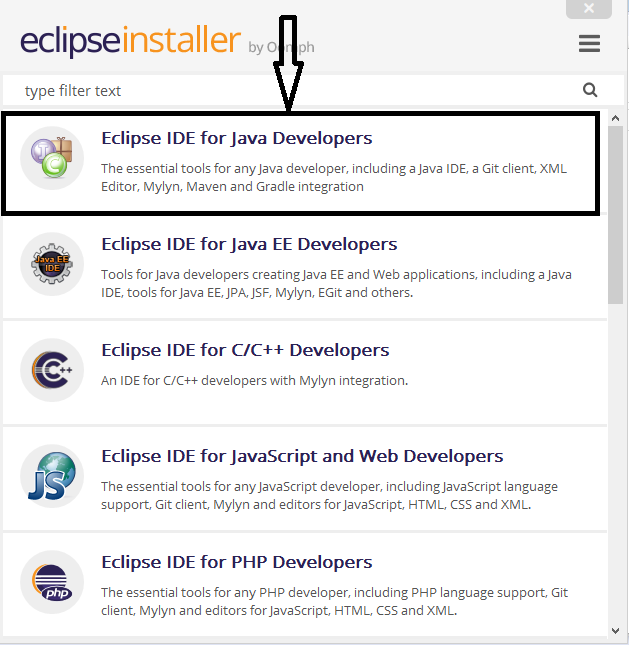 eclipseinstaller by Oomph
type filter text
Eclipse IDE for Java Developers
The essential tools for any Java developer, including a Java IDE, a Git client, XML
Editor, Mylyn, Maven and Gradle integration
Java EE
IDE
Eclipse IDE for Java EE Developers
Tools for Java developers creating Java EE and Web applications, including a Java
IDE, tools for Java EE, JPA, JSF, Mylyn, EGit and others.
C++
Eclipse IDE for C/C++ Developers
An IDE for C/C++ developers with Mylyn integration.
JS
Eclipse IDE for JavaScript and Web Developers
The essential tools for any JavaScript developer, including JavaScript language
support, Git client, Mylyn and editors for JavaScript, HTML, CSS and XML.
php
Eclipse IDE for PHP Developers
The essential tools for any PHP developer, including PHP language support, Git
client, Mylyn and editors for JavaScript, HTML, CSS and XML.